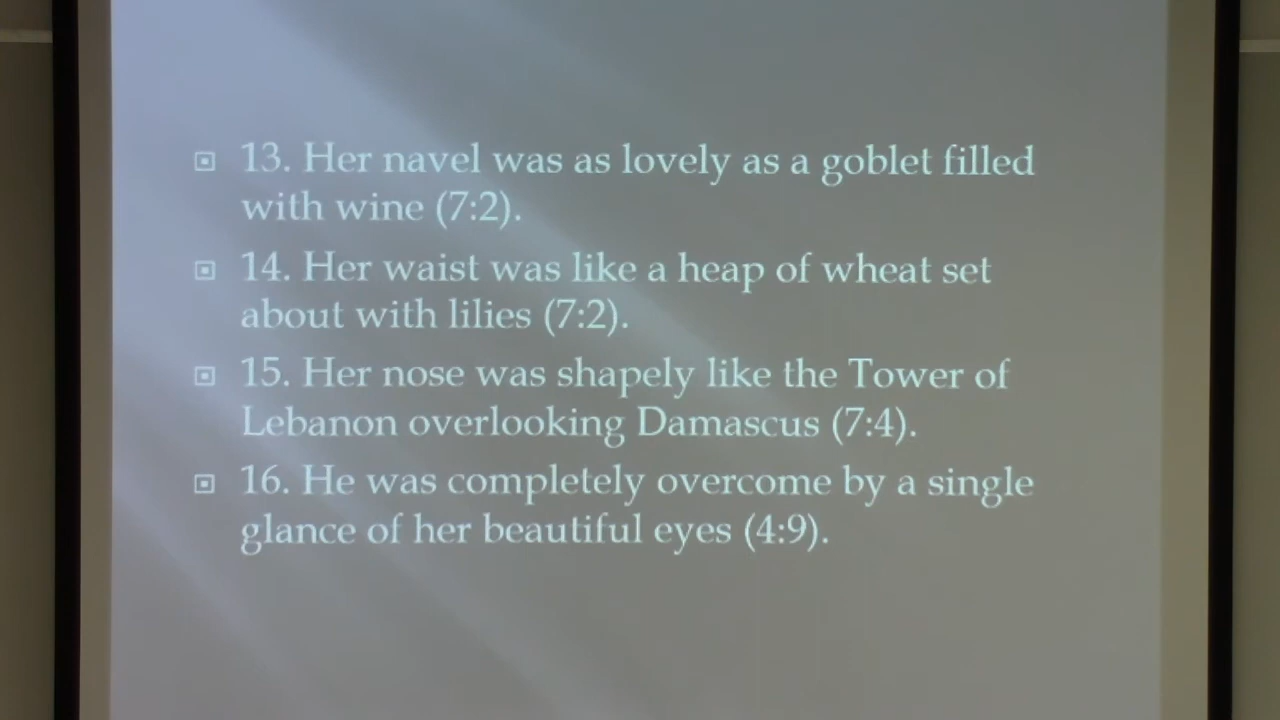 13. Her navel was as lovely as a goblet filled
with wine (7:2).
14. Her waist was like a heap of wheat set
about with lilies (7:2).
15. Her nose was shapely like the Tower of
Lebanon overlooking Damascus (7:4).
16. He was completely overcome by a single
glance of her beautiful eyes (4:9).